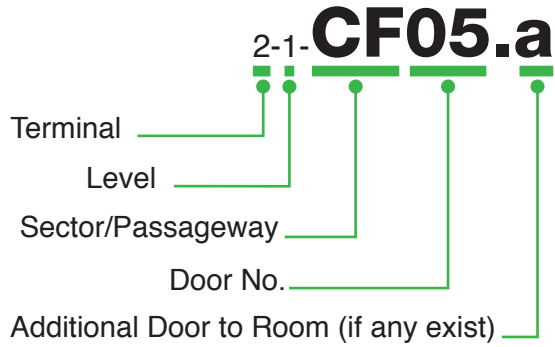 2-1-CF05.a
Terminal
Level
Sector/Passageway
Door No.
Additional Door to Room (if any exist)